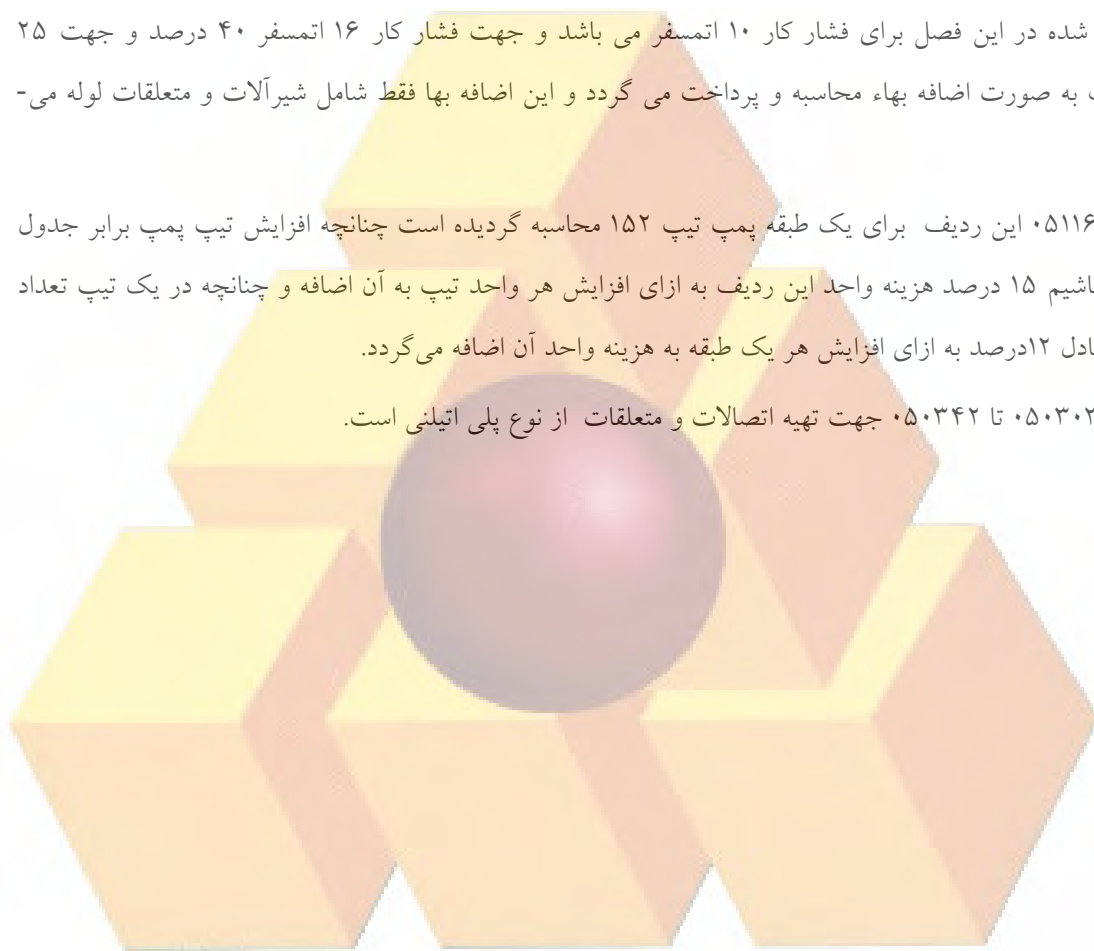 شده در این فصل برای فشار کار ۱۰ اتمسفر می باشد و جهت فشار کار ۱۶ اتمسفر ۴۰ درصد و جهت ۲۵
به صورت اضافه بهاء محاسبه و پرداخت می گردد و این اضافه بها فقط شامل شیرآلات و متعلقات لوله می-
۰۵۱۱۶ این ردیف برای یک طبقه پمپ تیپ ۱۵۲ محاسبه گردیده است چنانچه افزایش تیپ پمپ برابر جدول
باشیم ۱۵ درصد هزینه واحد این ردیف به ازای افزایش هر واحد تیپ به آن اضافه و چنانچه در یک تیپ تعداد
۱۲درصد به ازای افزایش هر یک طبقه به هزینه واحد آن اضافه می‌گردد.
۰۵۰۳۰۲ تا ۰۵۰۳۴۲ جهت تهیه اتصالات و متعلقات از نوع پلی اتیلنی است.